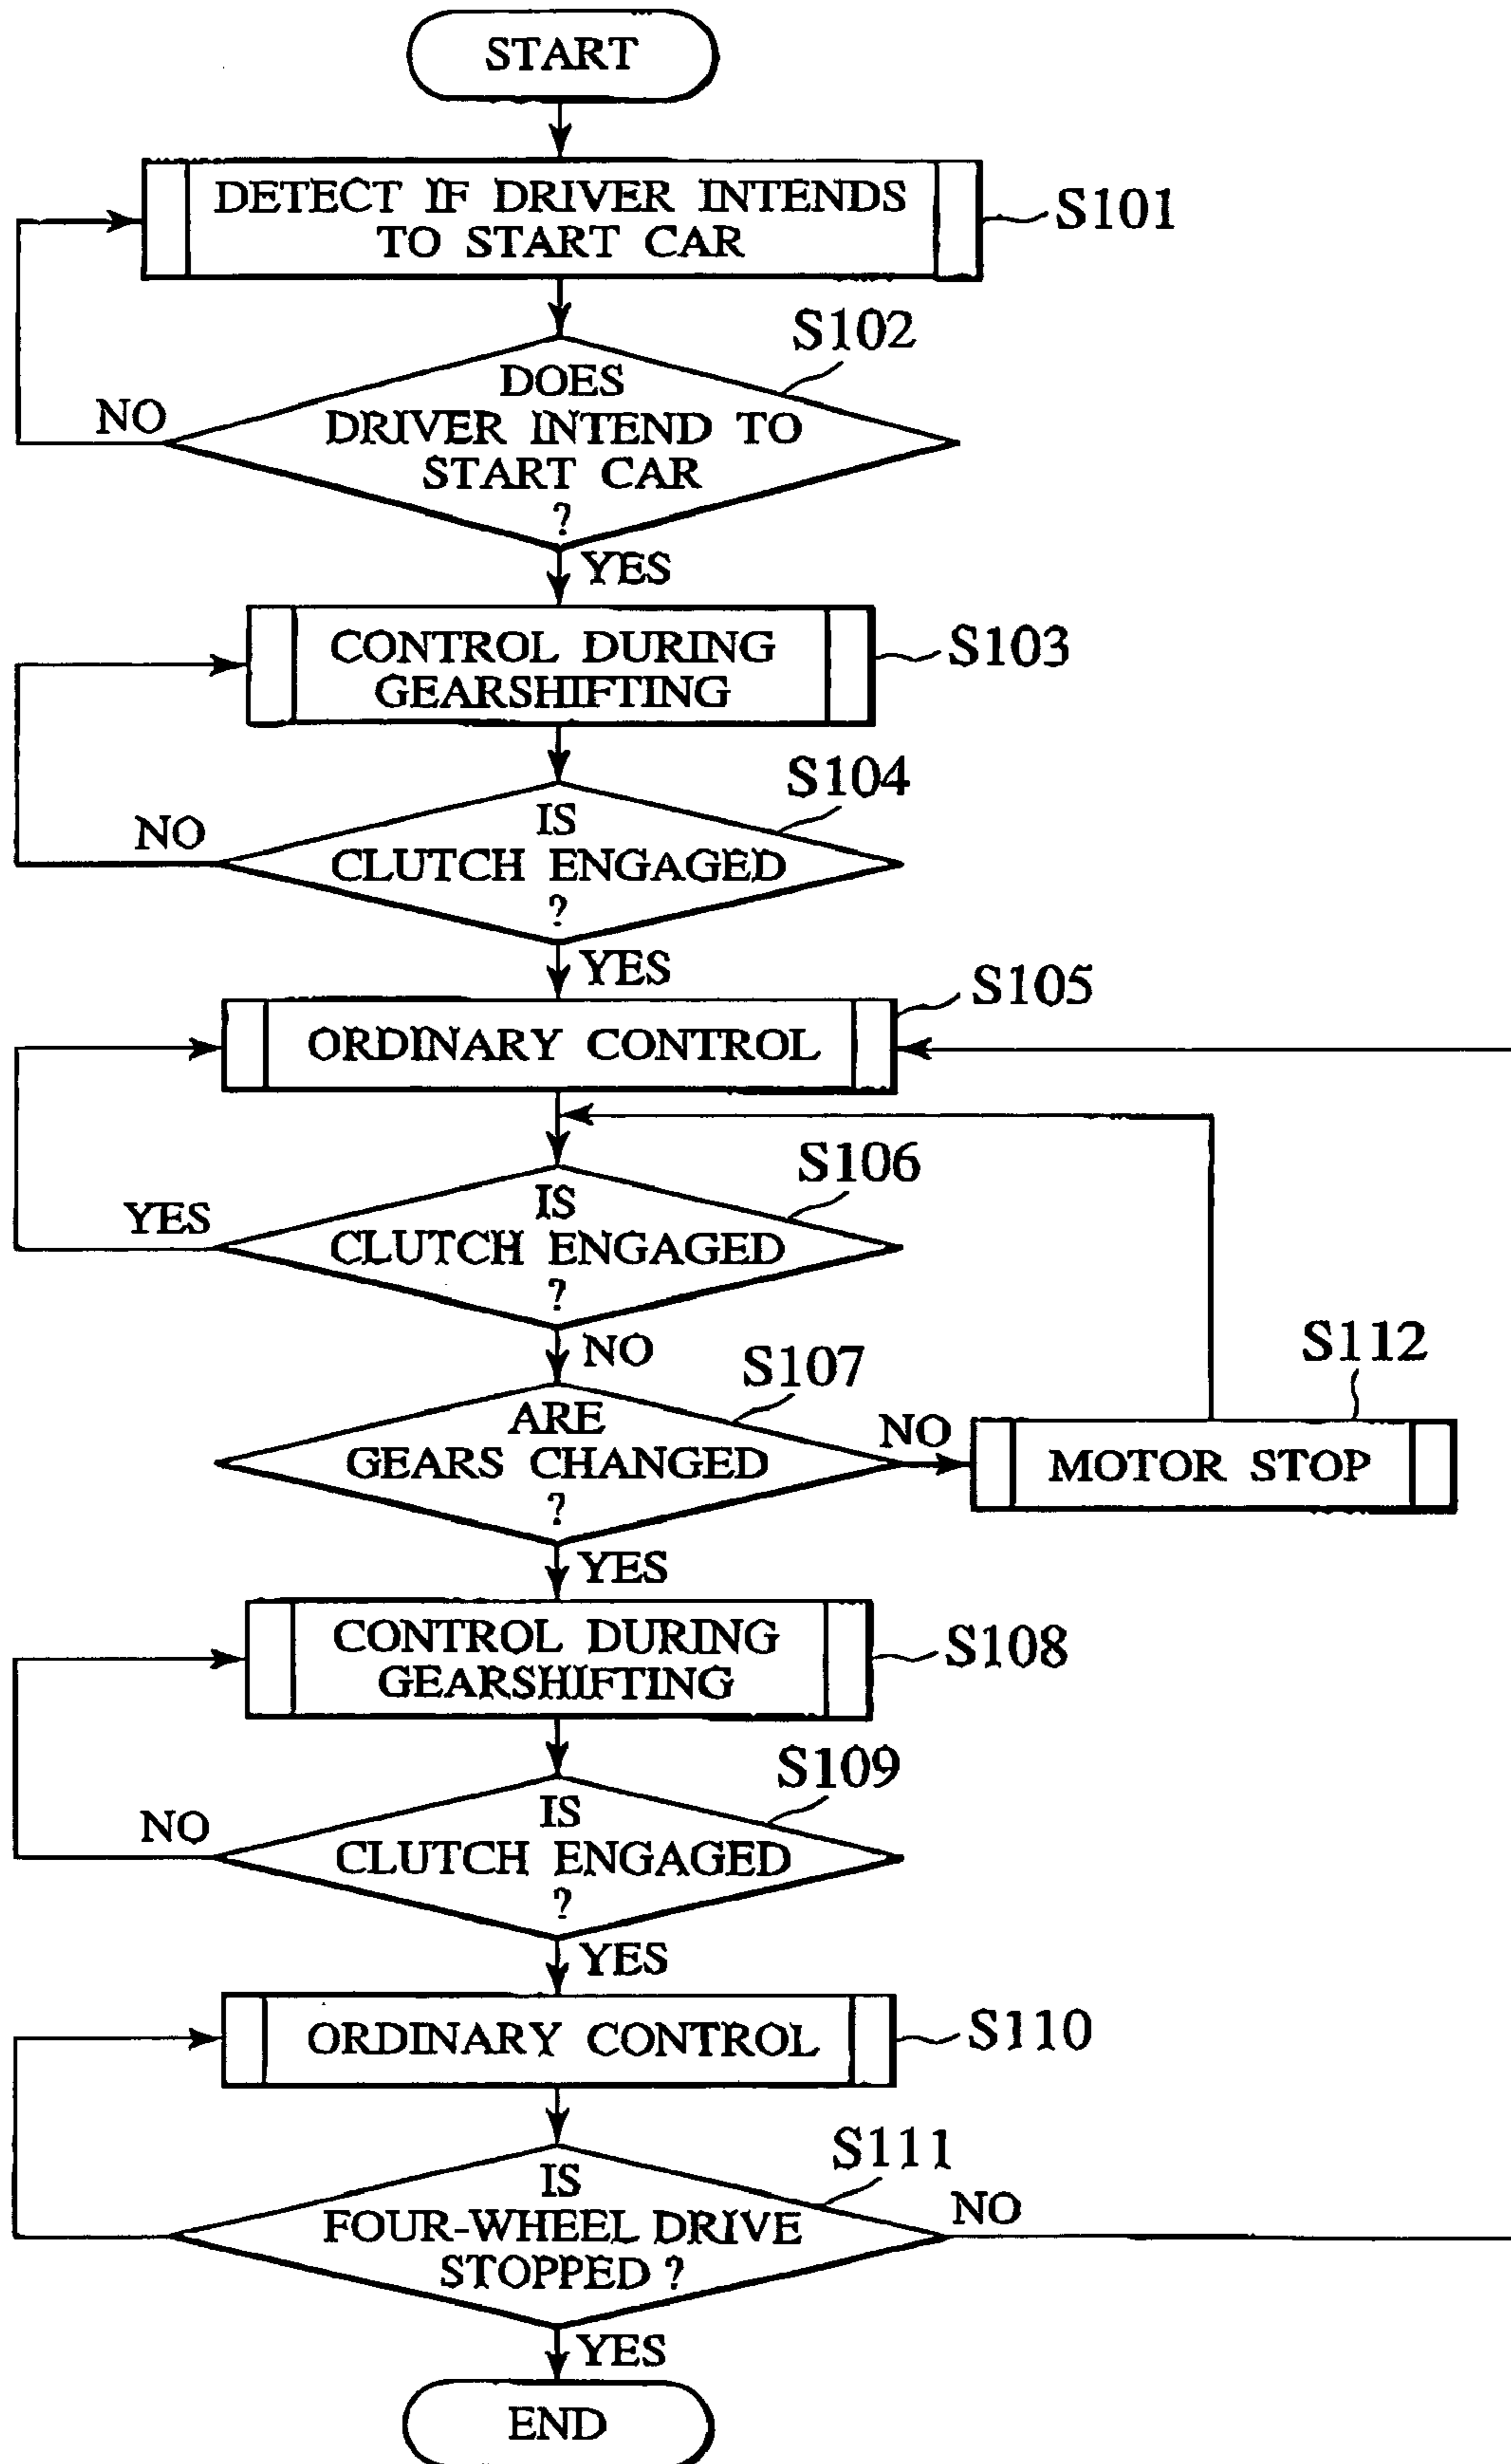 START
DETECT IF DRIVER INTENDS
TO START CAR
S101
S102
DOES
DRIVER INTEND TO
START CAR
?
NO
YES
CONTROL DURING
GEARSHIFTING
S103
S104
IS
CLUTCH ENGAGED
?
NO
YES
ORDINARY CONTROL
S105
S106
IS
CLUTCH ENGAGED
?
YES
NO
S107
ARE
GEARS CHANGED
?
NO
S112
MOTOR STOP
YES
CONTROL DURING
GEARSHIFTING
S108
S109
IS
CLUTCH ENGAGED
?
NO
YES
ORDINARY CONTROL
S110
S111
IS
FOUR-WHEEL DRIVE
STOPPED ?
NO
YES
END